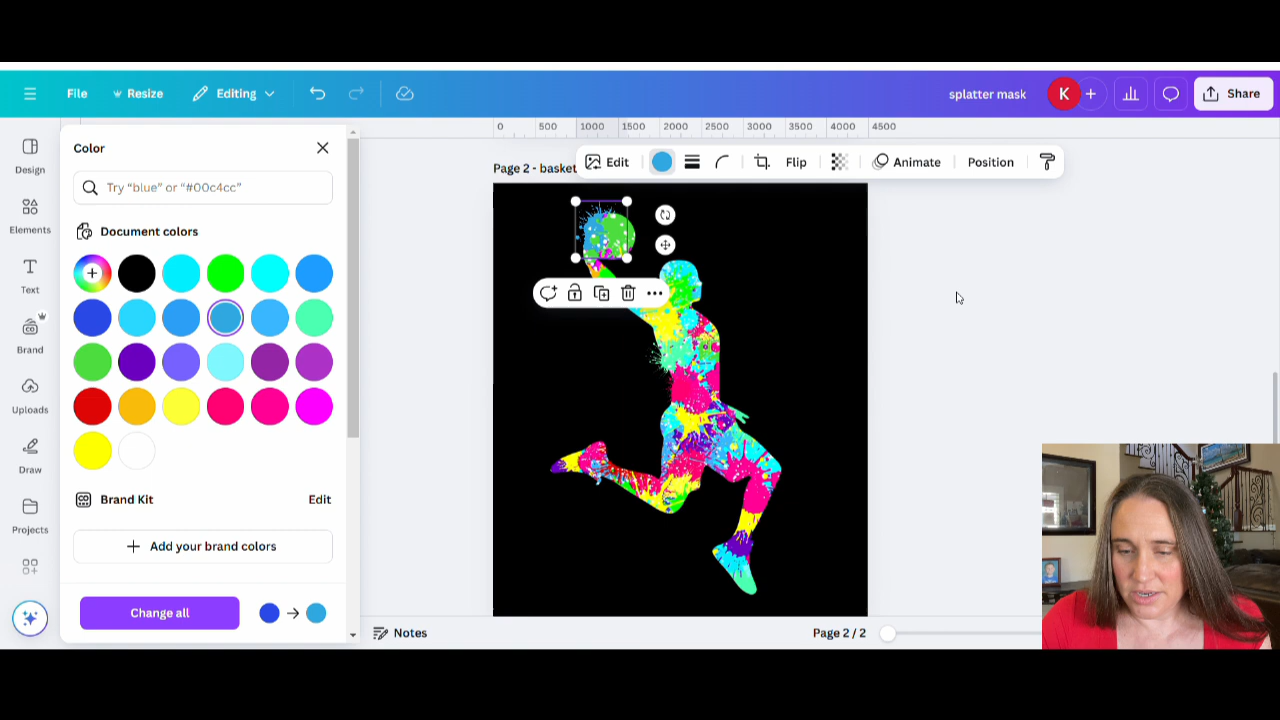 File
Resize
Editing
splatter mask
K
Share
Design
Elements
Text
Brand
Uploads
Draw
Projects
Color
Try “blue” or “#00c4cc”
Document colors
Brand Kit
Edit
Add your brand colors
Change all
0 500 1000 1500 2000 2500 3000 3500 4000 4500
Page 2 - basket
Edit
Flip
Animate
Position
Notes
Page 2 / 2